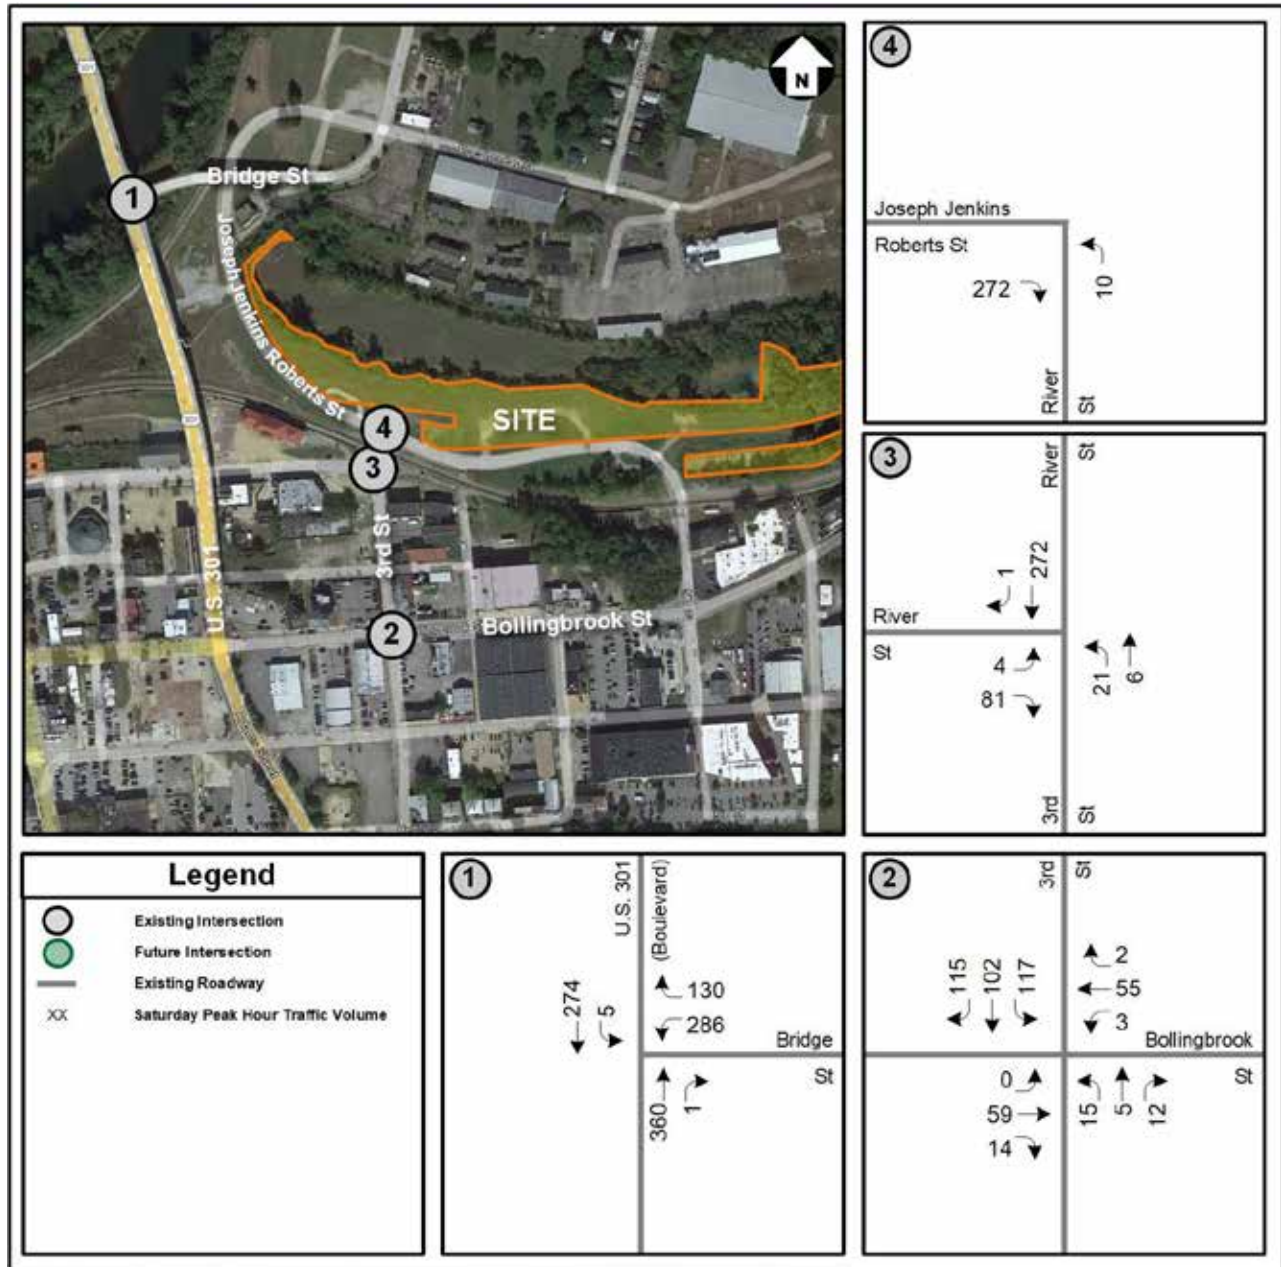 N
301
1
Bridge St
Joseph Jenkins Roberts St
SITE
4
3
301
3rd St
U.S. 301
2
Bollingbrook St
4
Joseph Jenkins
Roberts St
272
10
River
St
3
River
St
1
272
River
St
4
81
21
6
3rd
St
Legend
Existing Intersection
Future Intersection
Existing Roadway
XX Saturday Peak Hour Traffic Volume
1
U.S. 301
(Boulevard)
274
5
130
286
Bridge
St
360
1
2
3rd
St
115
102
117
2
55
3
Bollingbrook
St
0
59
14
15
5
12